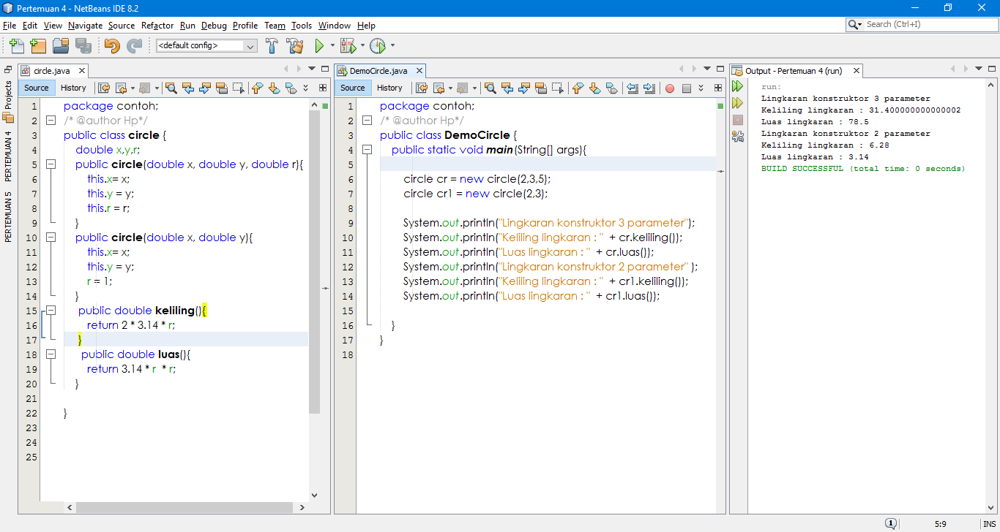 Pertemuan 4 - NetBeans IDE 8.2
File Edit View Navigate Source Refactor Run Debug Profile Team Tools Window Help
Search (Ctrl+I)
<default config>
Projects
PERTEMUAN 4
PERTEMUAN 5
circle.java
Source History
1 package contoh;
2 /* @author Hp*/
3 public class circle {
4 double x,y,r;
5 public circle(double x, double y, double r){
6 this.x= x;
7 this.y = y;
8 this.r = r;
9 }
10 public circle(double x, double y){
11 this.x= x;
12 this.y = y;
13 r = 1;
14 }
15 public double keliling(){
16 return 2 * 3.14 * r;
17 }
18 public double luas(){
19 return 3.14 * r  * r;
20 }
21
22 }
23
24
25
DemoCircle.java
Source History
1 package contoh;
2 /* @author Hp*/
3 public class DemoCircle {
4 public static void main(String[] args){
5
6 circle cr = new circle(2,3,5);
7 circle cr1 = new circle(2,3);
8
9 System.out.println("Lingkaran konstruktor 3 parameter");
10 System.out.println("Keliling lingkaran : "  + cr.keliling());
11 System.out.println("Luas lingkaran : "  + cr.luas());
12 System.out.println("Lingkaran konstruktor 2 parameter" );
13 System.out.println("Keliling lingkaran : "  + cr1.keliling());
14 System.out.println("Luas lingkaran : "  + cr1.luas());
15
16 }
17 }
18
Output - Pertemuan 4 (run)
run:
Lingkaran konstruktor 3 parameter
Keliling lingkaran : 31.400000000000002
Luas lingkaran : 78.5
Lingkaran konstruktor 2 parameter
Keliling lingkaran : 6.28
Luas lingkaran : 3.14
BUILD SUCCESSFUL (total time: 0 seconds)
1
5:9
INS